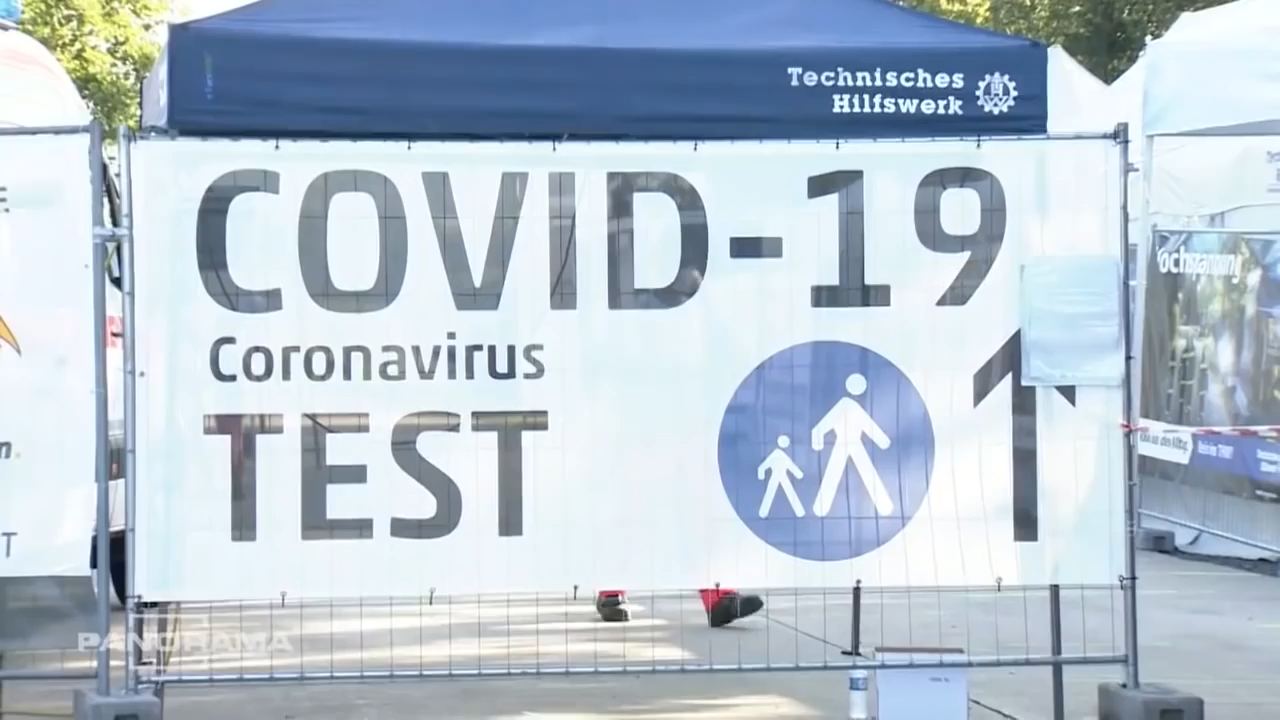 Technisches
Hilfswerk
COVID-19
Coronavirus
TEST
PANORAMA